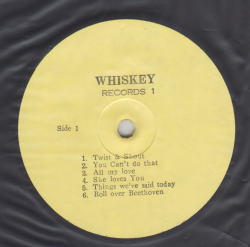 WHISKEY
RECORDS 1
Side 1
1. Twist & Shout
2. You Can't do that
3. All my love
4. She loves You
5. Things we've said today
6. Roll over Beethoven